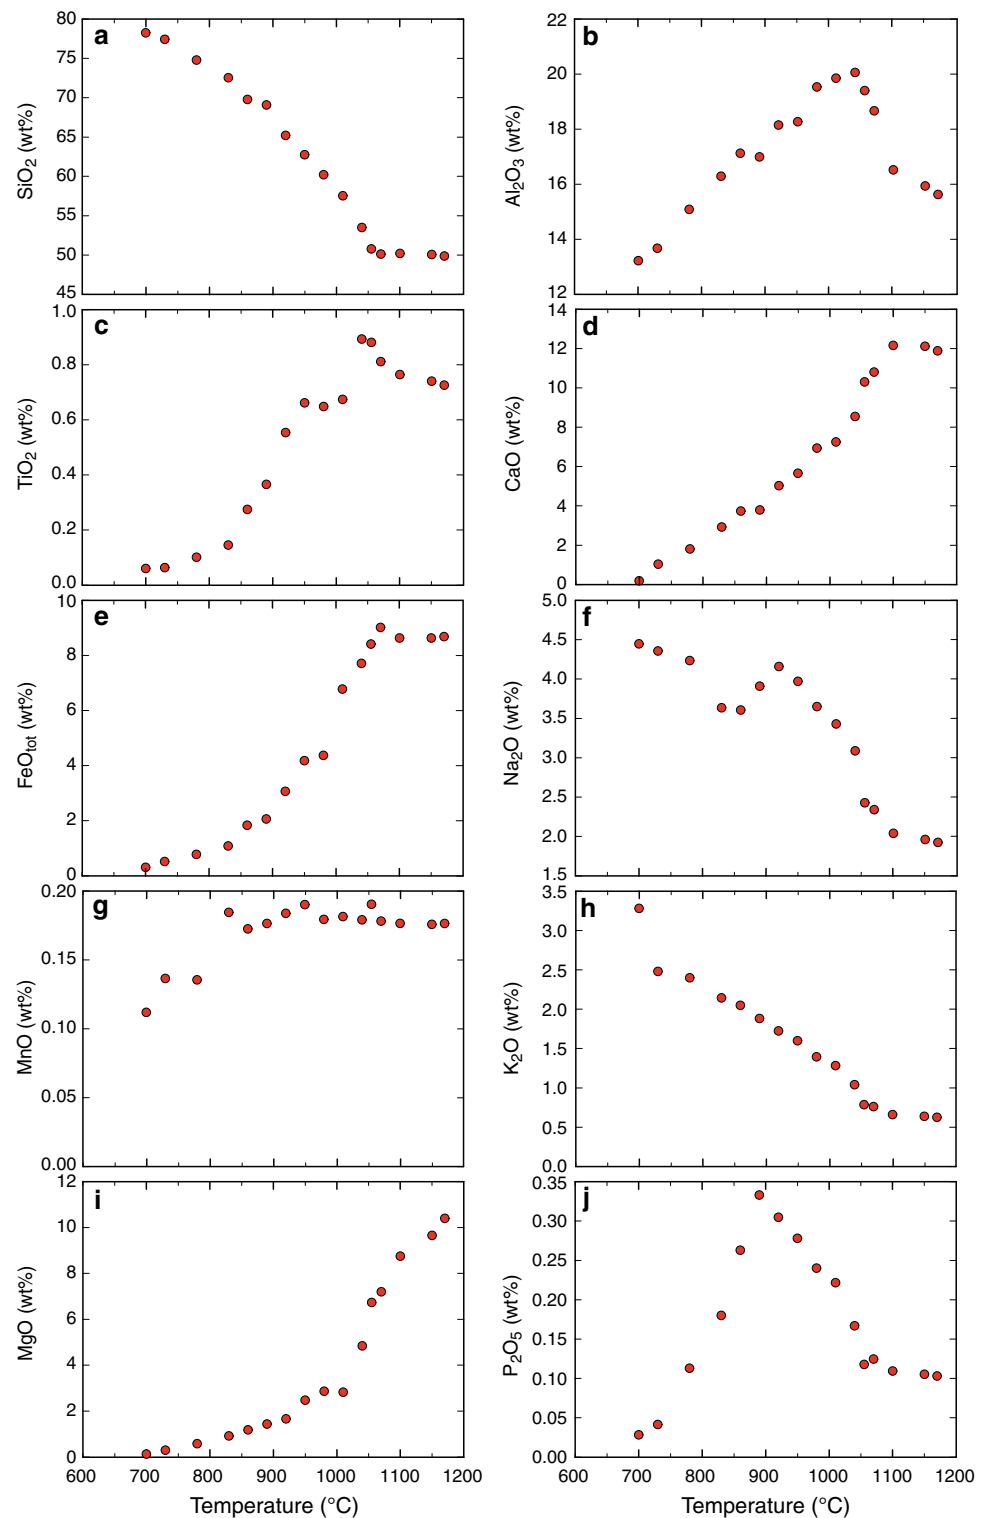 a
SiO2 (wt%)
80
75
70
65
60
55
50
45
b
Al2O3 (wt%)
22
20
18
16
14
12
c
TiO2 (wt%)
1.0
0.8
0.6
0.4
0.2
0.0
d
CaO (wt%)
14
12
10
8
6
4
2
0
e
FeOtot (wt%)
10
8
6
4
2
0
f
Na2O (wt%)
5.0
4.5
4.0
3.5
3.0
2.5
2.0
1.5
g
MnO (wt%)
0.20
0.15
0.10
0.05
0.00
h
K2O (wt%)
3.5
3.0
2.5
2.0
1.5
1.0
0.5
0.0
i
MgO (wt%)
12
10
8
6
4
2
0
600 700 800 900 1000 1100 1200
Temperature (°C)
j
P2O5 (wt%)
0.35
0.30
0.25
0.20
0.15
0.10
0.05
0.00
600 700 800 900 1000 1100 1200
Temperature (°C)